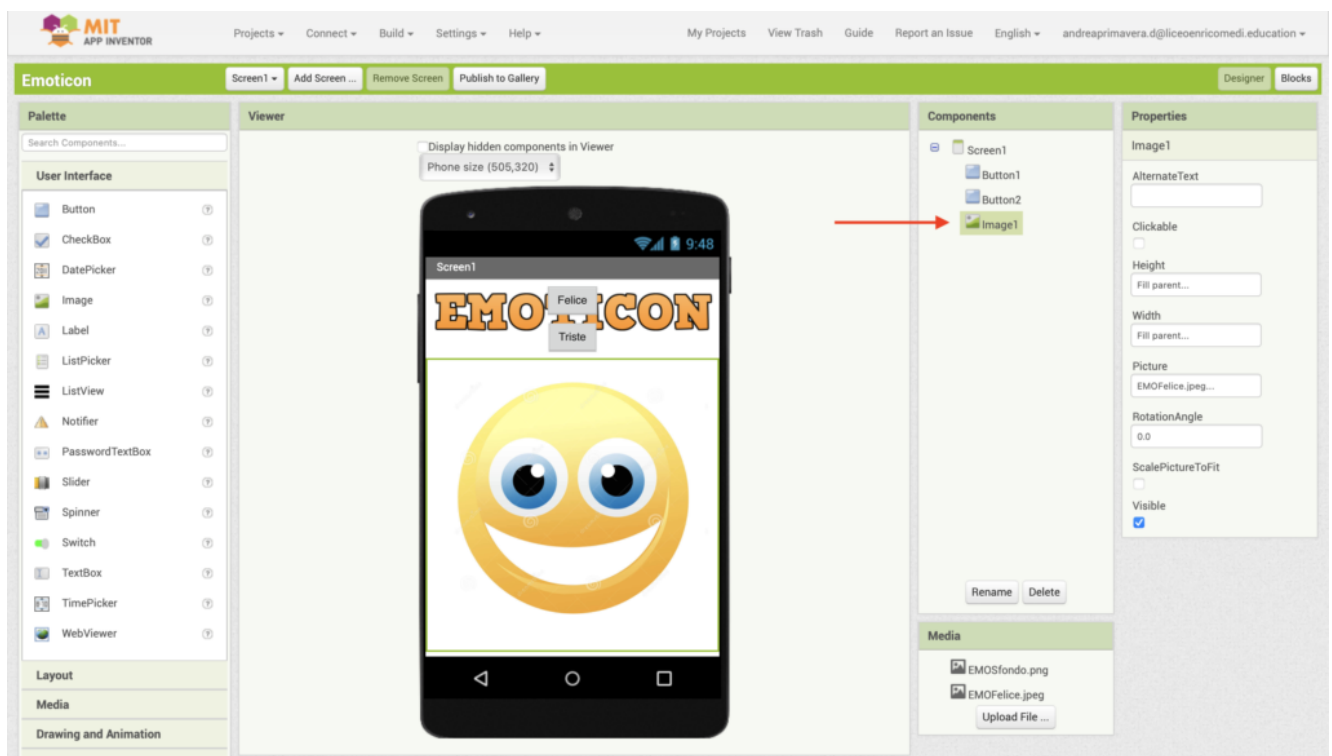 MIT
APP INVENTOR
Projects Connect Build Settings Help My Projects View Trash Guide Report an Issue English andreaprimavera.d@liceoenricomedi.education
Emoticon Screen1 Add Screen ... Remove Screen Publish to Gallery Designer Blocks
Palette
Search Components...
User Interface
Button
CheckBox
DatePicker
Image
Label
ListPicker
ListView
Notifier
PasswordTextBox
Slider
Spinner
Switch
TextBox
TimePicker
WebViewer
Layout
Media
Drawing and Animation
Viewer
Display hidden components in Viewer
Phone size (505,320)
9:48
Screen1
EMOTICON
Felice
Triste
Components
Screen1
Button1
Button2
Image1
Rename Delete
Media
EMOSfondo.png
EMOFelice.jpeg
Upload File ...
Properties
Image1
AlternateText
Clickable
Height
Fill parent...
Width
Fill parent...
Picture
EMOFelice.jpeg...
RotationAngle
0.0
ScalePictureToFit
Visible